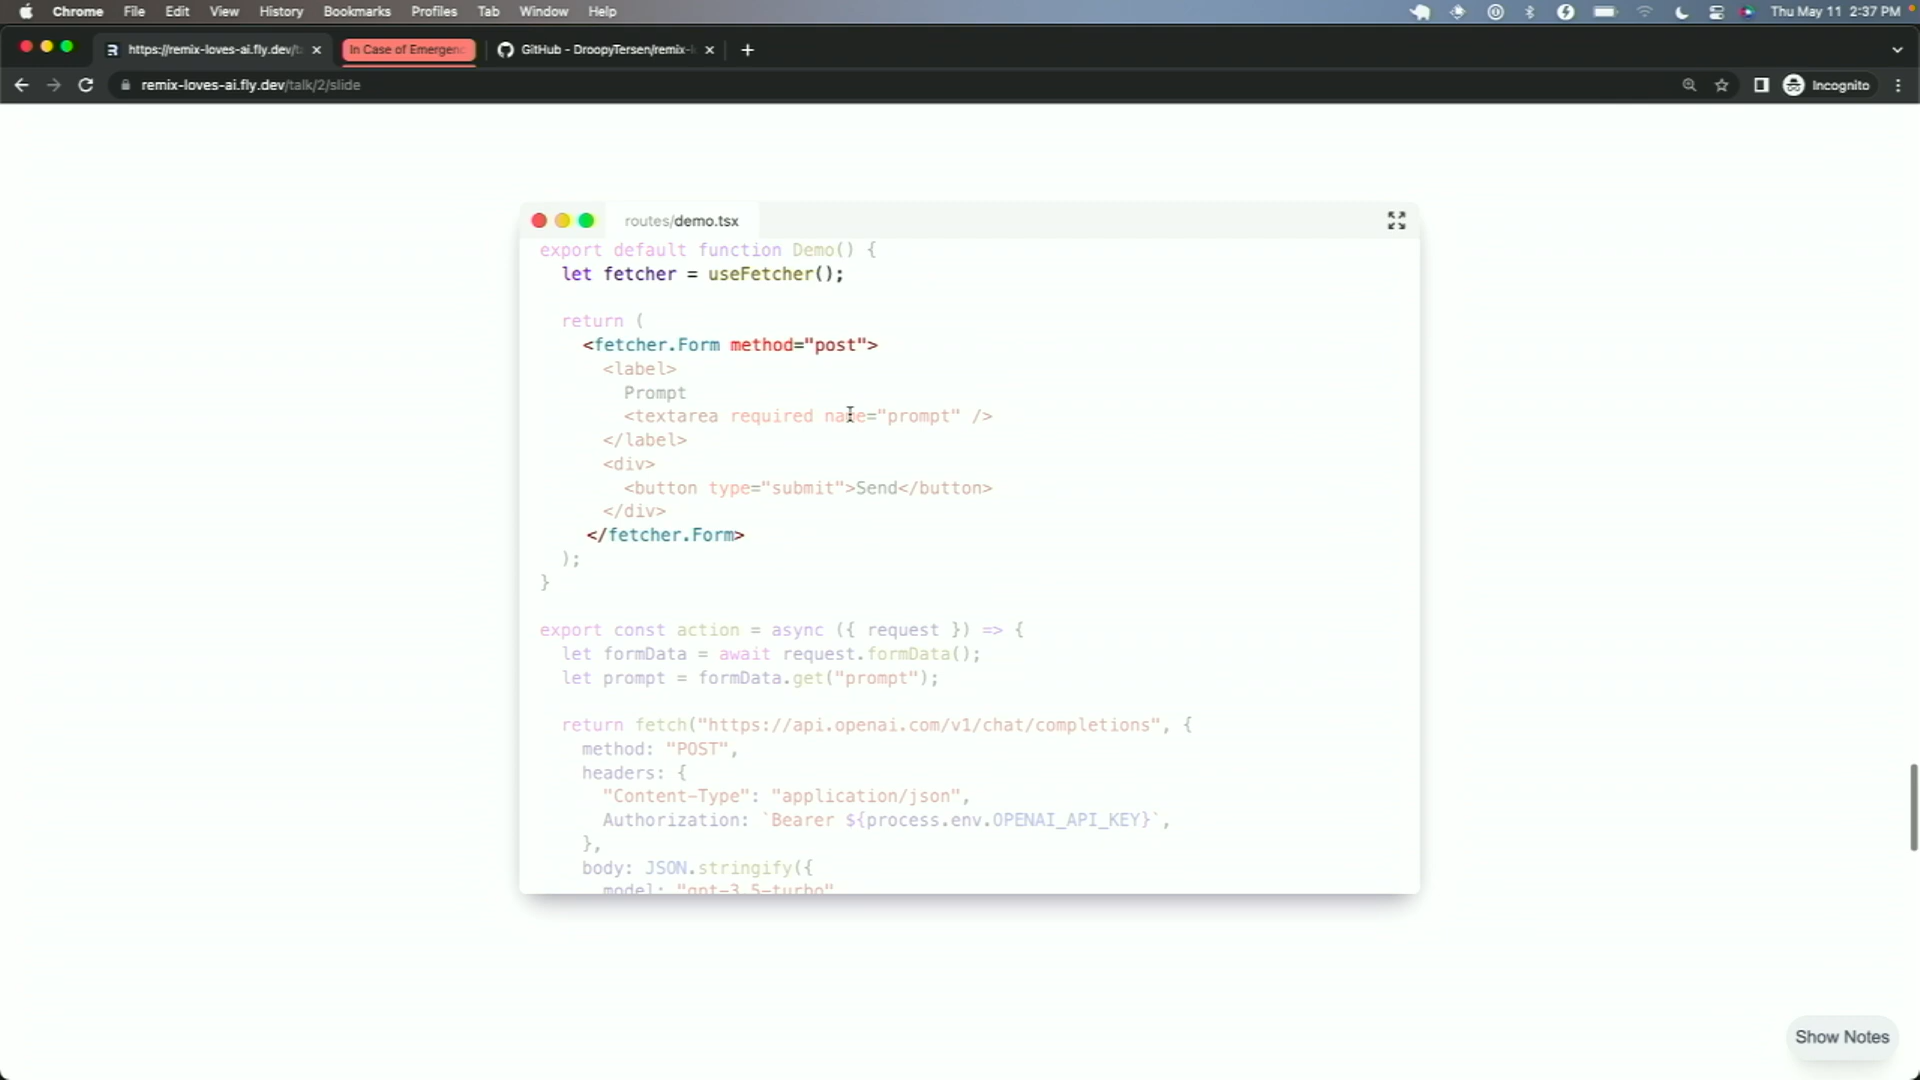 Chrome File Edit View History Bookmarks Profiles Tab Window Help Thu May 11 2:37 PM
https://remix-loves-ai.fly.dev/t In Case of Emergenc GitHub - DroopyTersen/remix-l
remix-loves-ai.fly.dev/talk/2/slide Incognito
routes/demo.tsx
export default function Demo() {
let fetcher = useFetcher();
return (
<fetcher.Form method="post">
<label>
Prompt
<textarea required name="prompt" />
</label>
<div>
<button type="submit">Send</button>
</div>
</fetcher.Form>
);
}
export const action = async ({ request }) => {
let formData = await request.formData();
let prompt = formData.get("prompt");
return fetch("https://api.openai.com/v1/chat/completions", {
method: "POST",
headers: {
"Content-Type": "application/json",
Authorization: `Bearer ${process.env.OPENAI_API_KEY}`,
},
body: JSON.stringify({
model: "gpt-3.5-turbo"
Show Notes